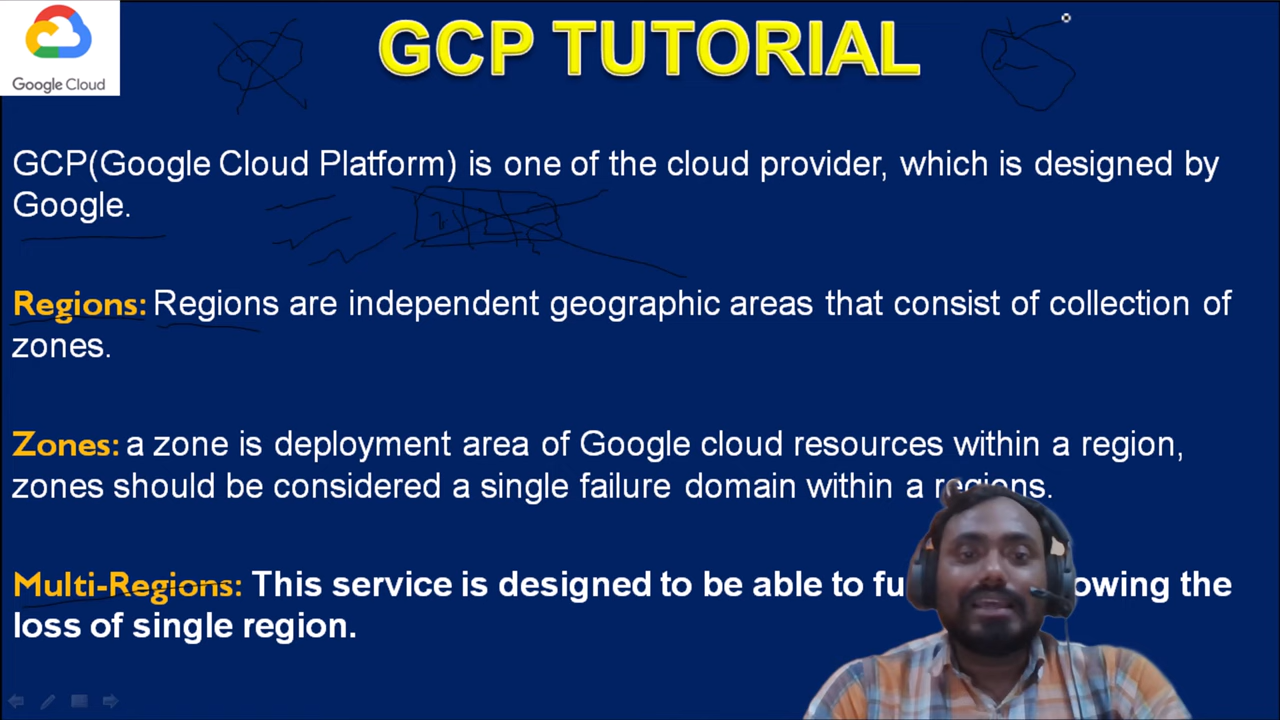 Google Cloud
GCP TUTORIAL
GCP(Google Cloud Platform) is one of the cloud provider, which is designed by
Google.
Regions: Regions are independent geographic areas that consist of collection of
zones.
Zones: a zone is deployment area of Google cloud resources within a region,
zones should be considered a single failure domain within a regions.
Multi-Regions: This service is designed to be able to the
loss of single region.